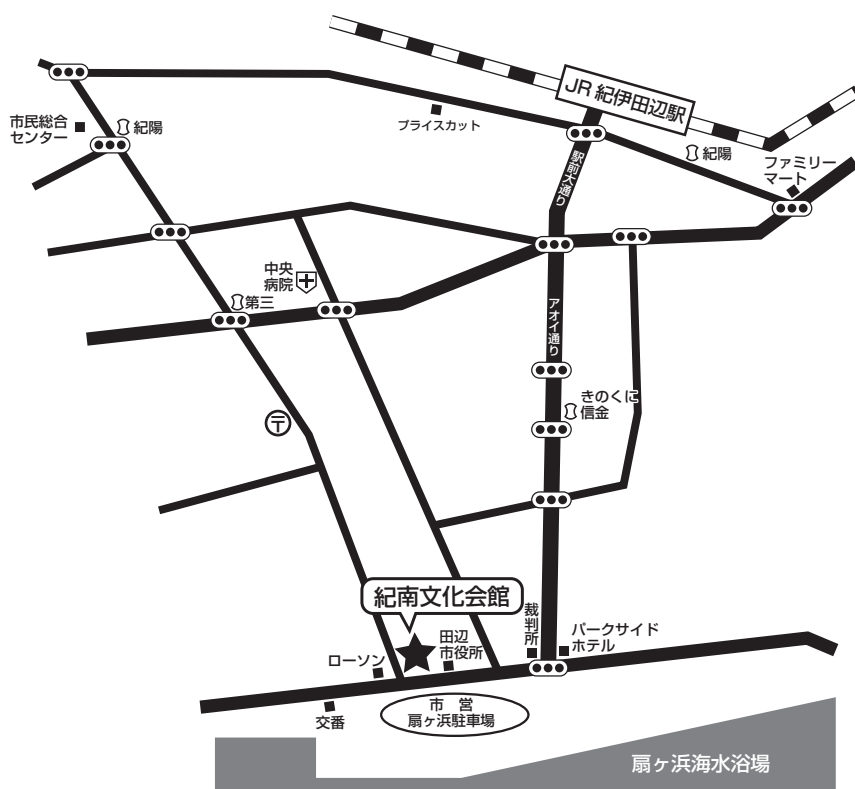 JR 紀伊田辺駅
市民総合
センター
紀陽
プライスカット
駅前大通り
紀陽
ファミリー
マート
中央
病院
第三
アオイ通り
きのくに
信金
〒
紀南文化会館
裁判所
パークサイド
ホテル
田辺
市役所
ローソン
交番
市 営
扇ヶ浜駐車場
扇ヶ浜海水浴場